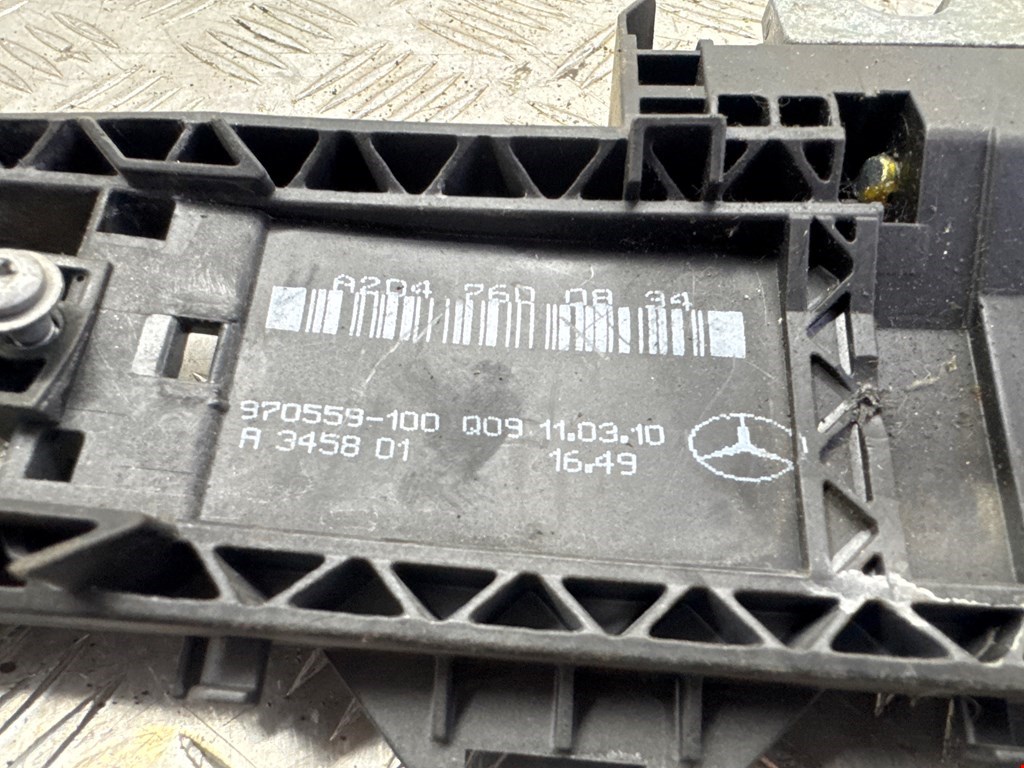 A204 760 08 34
970559-100 Q09 11.03.10
A 3458 01 16.49